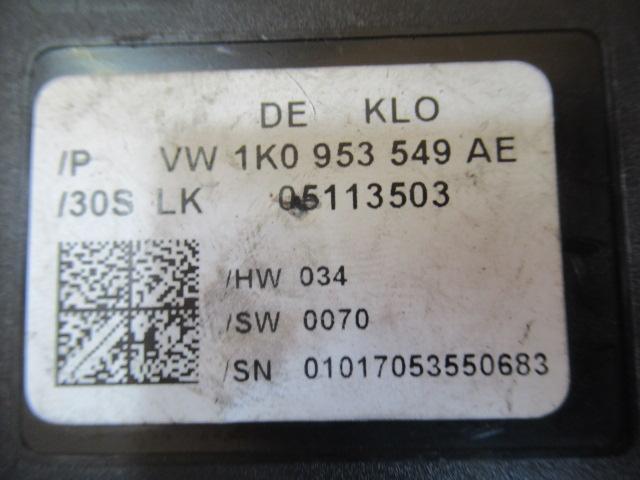 DE KLO
/P VW 1K0 953 549 AE
/30S LK 05113503
/HW 034
/SW 0070
/SN 01017053550683